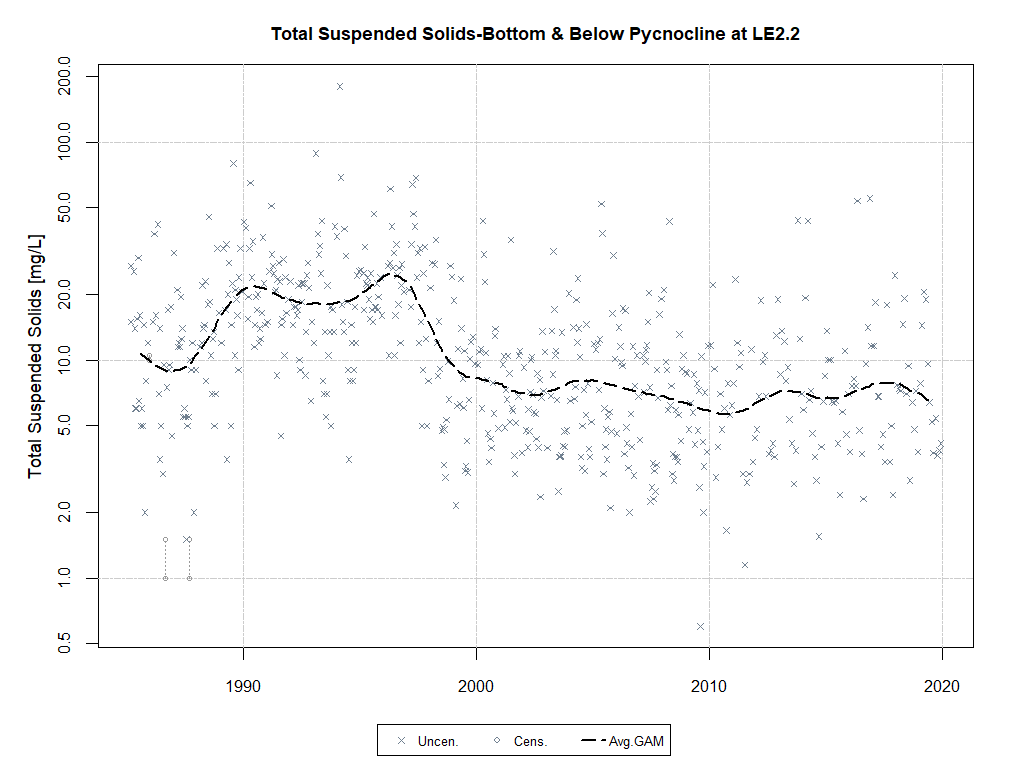 Total Suspended Solids-Bottom & Below Pycnocline at LE2.2
Total Suspended Solids [mg/L]
200.0
100.0
50.0
20.0
10.0
5.0
2.0
1.0
0.5
1990 2000 2010 2020
Uncen. Cens. Avg.GAM